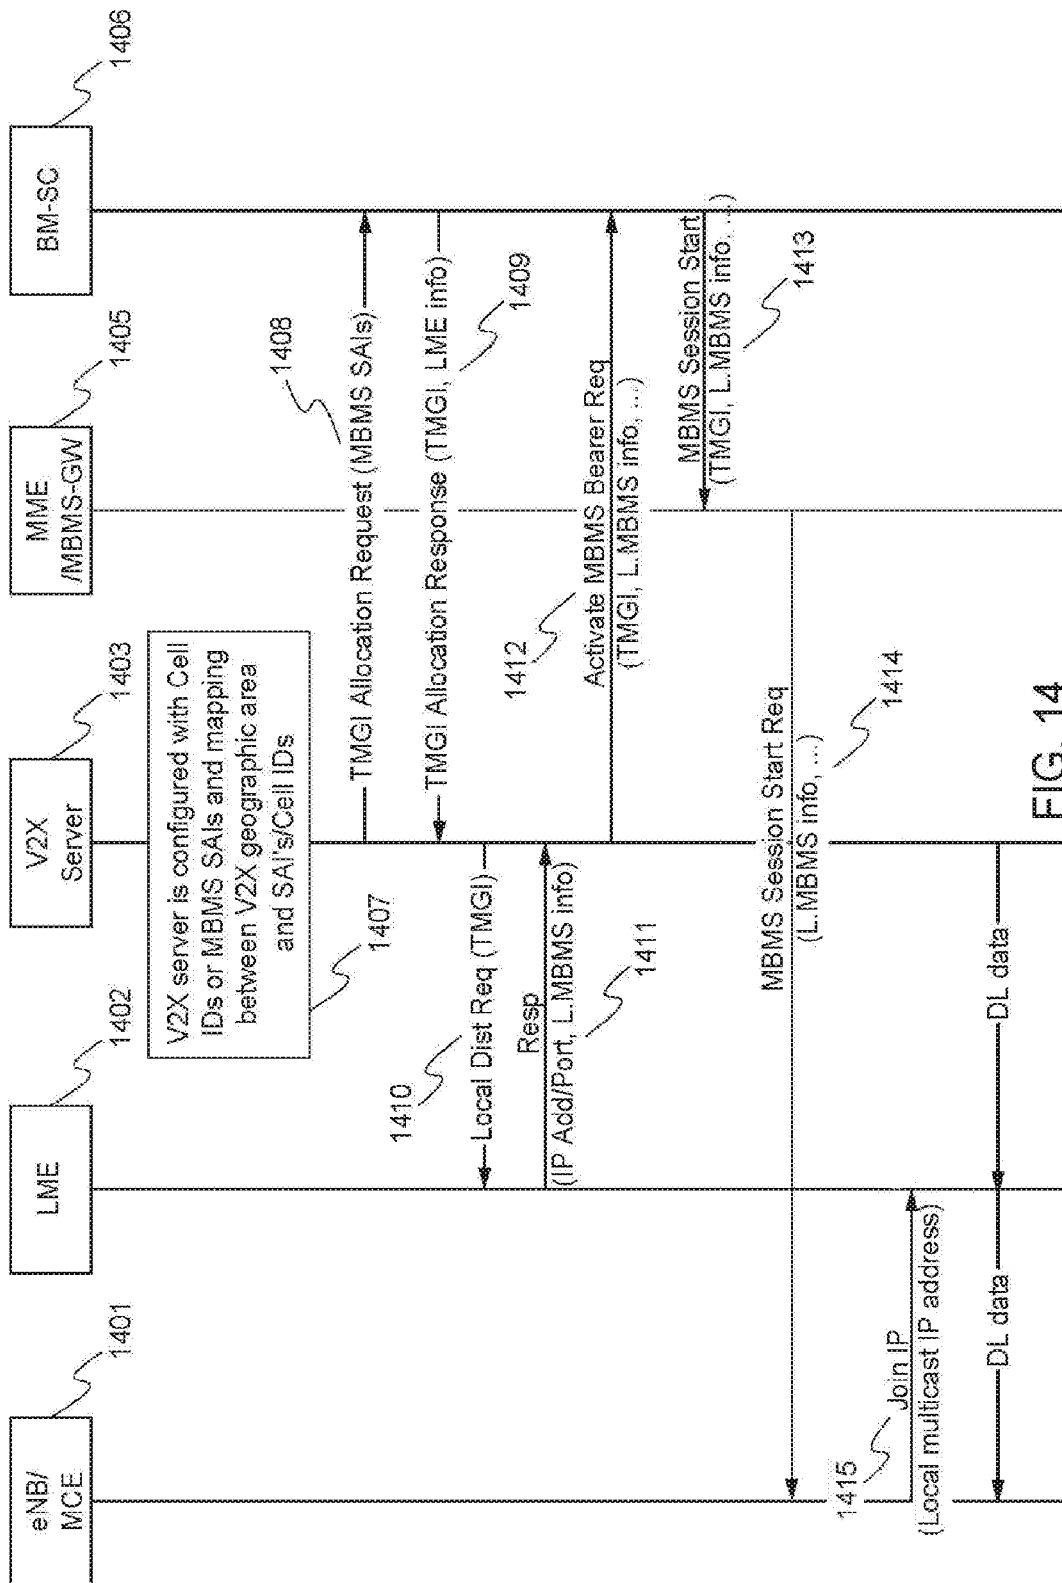 eNB/
MCE
1401
LME
1402
V2X
Server
1403
MME
/MBMS-GW
1405
BM-SC
1406
V2X server is configured with Cell
IDs or MBMS SAIs and mapping
between V2X geographic area
and SAI's/Cell IDs
1407
TMGI Allocation Request (MBMS SAIs)
1408
TMGI Allocation Response (TMGI, LME info)
1409
1410
Local Dist Req (TMGI)
Resp
(IP Add/Port, L.MBMS info)
1411
1412
Activate MBMS Bearer Req
(TMGI, L.MBMS info, ...)
MBMS Session Start
(TMGI, L.MBMS info, ...)
1413
MBMS Session Start Req
(L.MBMS info, ...)
1414
1415
Join IP
(Local multicast IP address)
DL data
DL data
FIG. 14